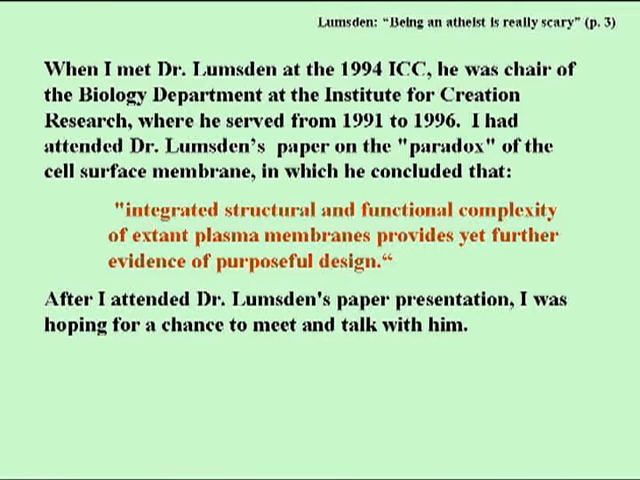 Lumsden: “Being an atheist is really scary” (p. 3)
When I met Dr. Lumsden at the 1994 ICC, he was chair of
the Biology Department at the Institute for Creation
Research, where he served from 1991 to 1996.  I had
attended Dr. Lumsden’s  paper on the "paradox" of the
cell surface membrane, in which he concluded that:
"integrated structural and functional complexity
of extant plasma membranes provides yet further
evidence of purposeful design.“
After I attended Dr. Lumsden's paper presentation, I was
hoping for a chance to meet and talk with him.